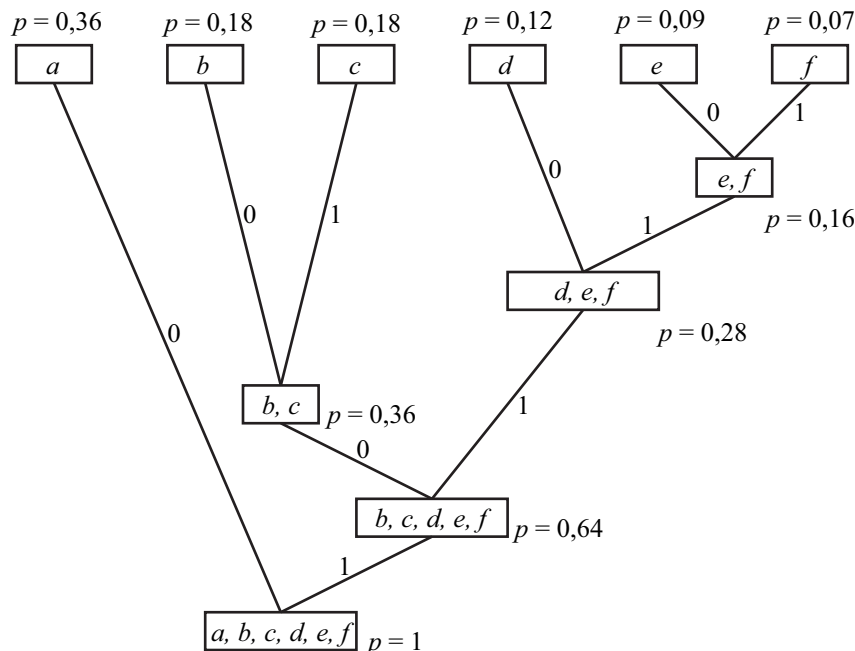 p = 0,36 p = 0,18 p = 0,18 p = 0,12 p = 0,09 p = 0,07
a b c d e f
0 1
0
e, f
0 1
1
p = 0,16
d, e, f
0
p = 0,28
b, c
1
p = 0,36
0
b, c, d, e, f
p = 0,64
1
a, b, c, d, e, f
p = 1